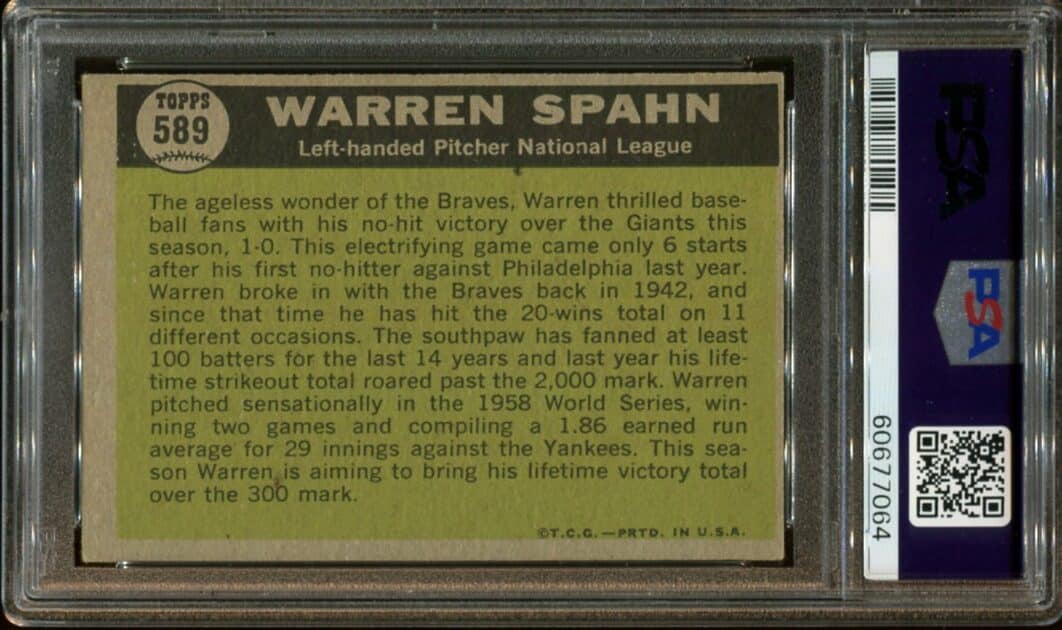 TOPPS
589
WARREN SPAHN
Left-handed Pitcher National League
The ageless wonder of the Braves, Warren thrilled base-
ball fans with his no-hit victory over the Giants this
season, 1-0. This electrifying game came only 6 starts
after his first no-hitter against Philadelphia last year.
Warren broke in with the Braves back in 1942, and
since that time he has hit the 20-wins total on 11
different occasions. The southpaw has fanned at least
100 batters for the last 14 years and last year his life-
time strikeout total roared past the 2,000 mark. Warren
pitched sensationally in the 1958 World Series, win-
ning two games and compiling a 1.86 earned run
average for 29 innings against the Yankees. This sea-
son Warren is aiming to bring his lifetime victory total
over the 300 mark.
©T.C.G.—PRTD. IN U.S.A.
PSA
PSA
60677064